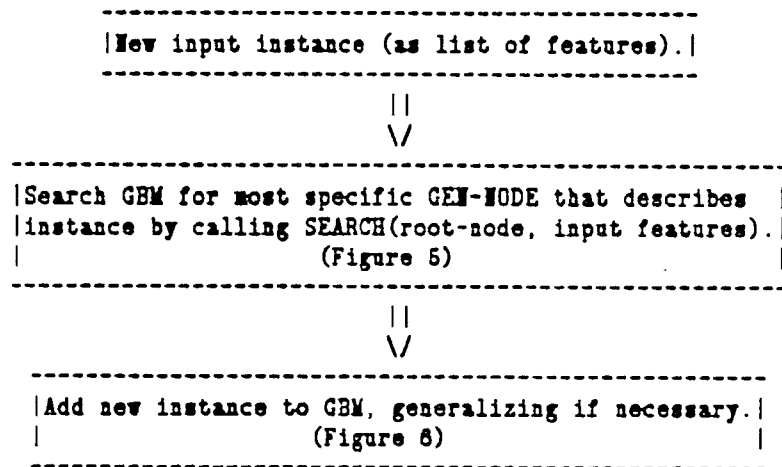 |New input instance (as list of features).|
||
\/
|Search GBM for most specific GEN-NODE that describes |
|instance by calling SEARCH(root-node, input features).|
| (Figure 5) |
||
\/
|Add new instance to GBM, generalizing if necessary.|
| (Figure 6) |